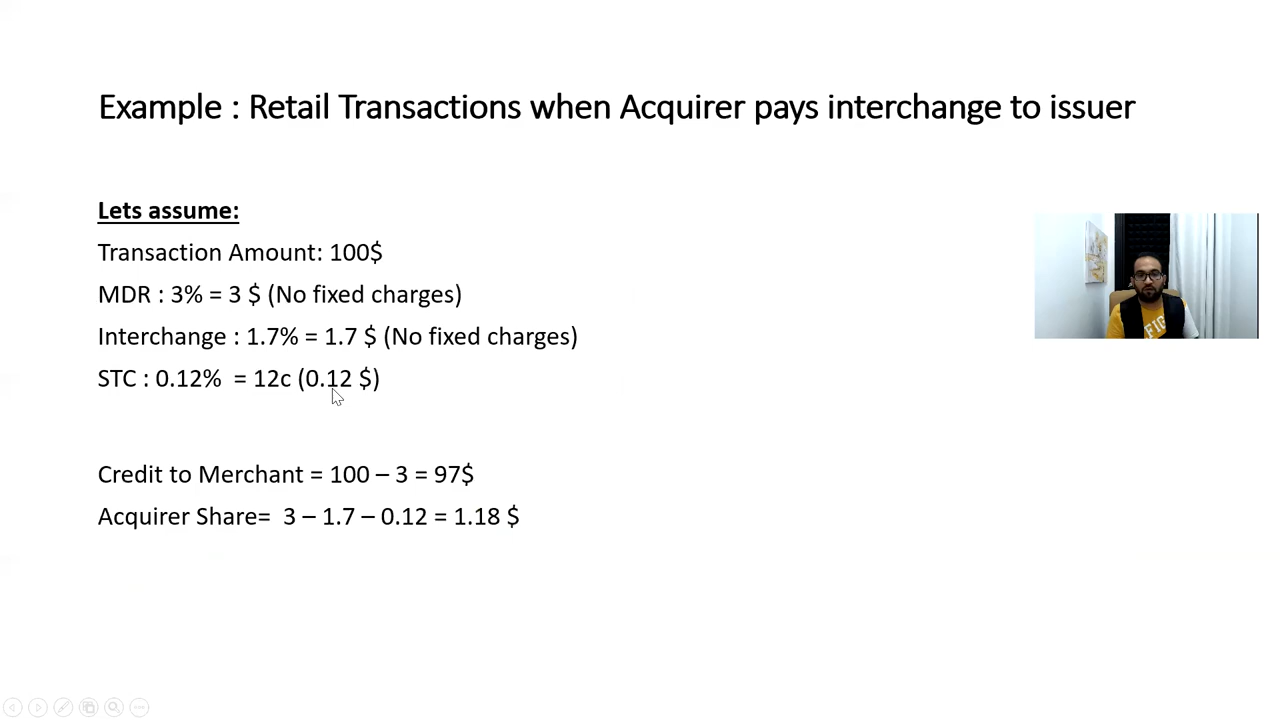 Example : Retail Transactions when Acquirer pays interchange to issuer
Lets assume:
Transaction Amount: 100$
MDR : 3% = 3 $ (No fixed charges)
Interchange : 1.7% = 1.7 $ (No fixed charges)
STC : 0.12%  = 12c (0.12 $)
Credit to Merchant = 100 – 3 = 97$
Acquirer Share=  3 – 1.7 – 0.12 = 1.18 $